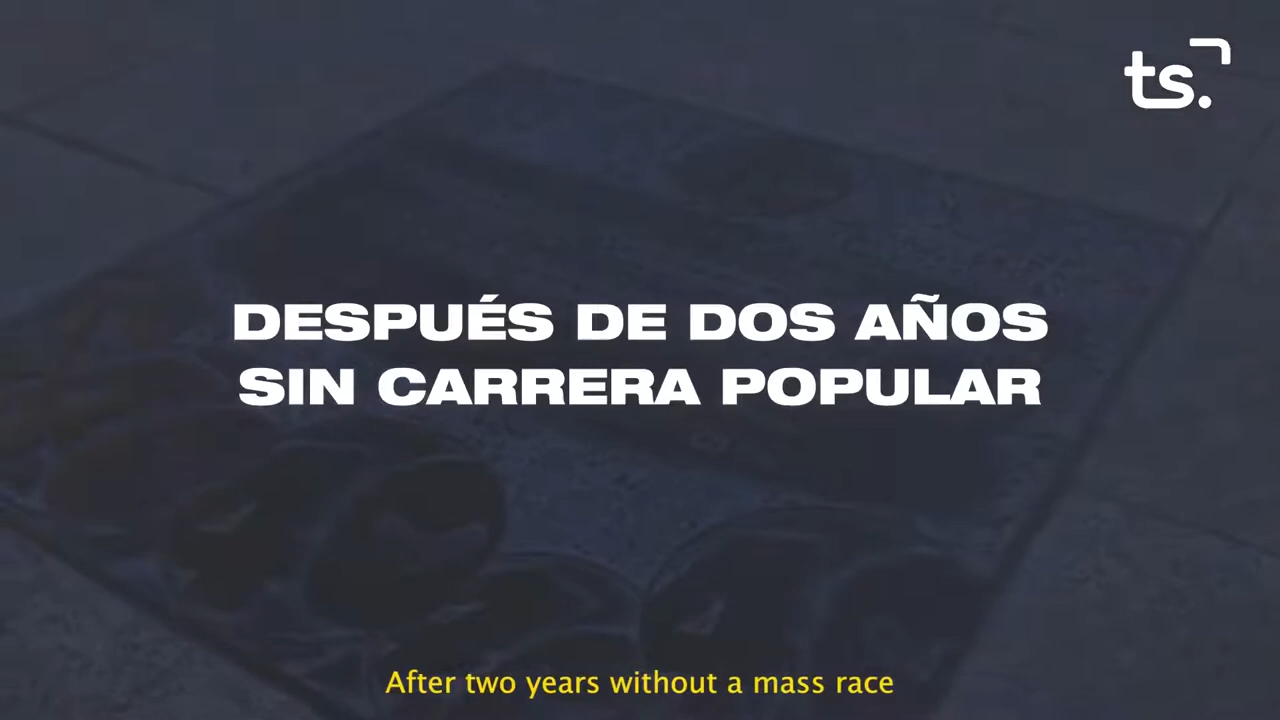 ts.
DESPUÉS DE DOS AÑOS
SIN CARRERA POPULAR
After two years without a mass race